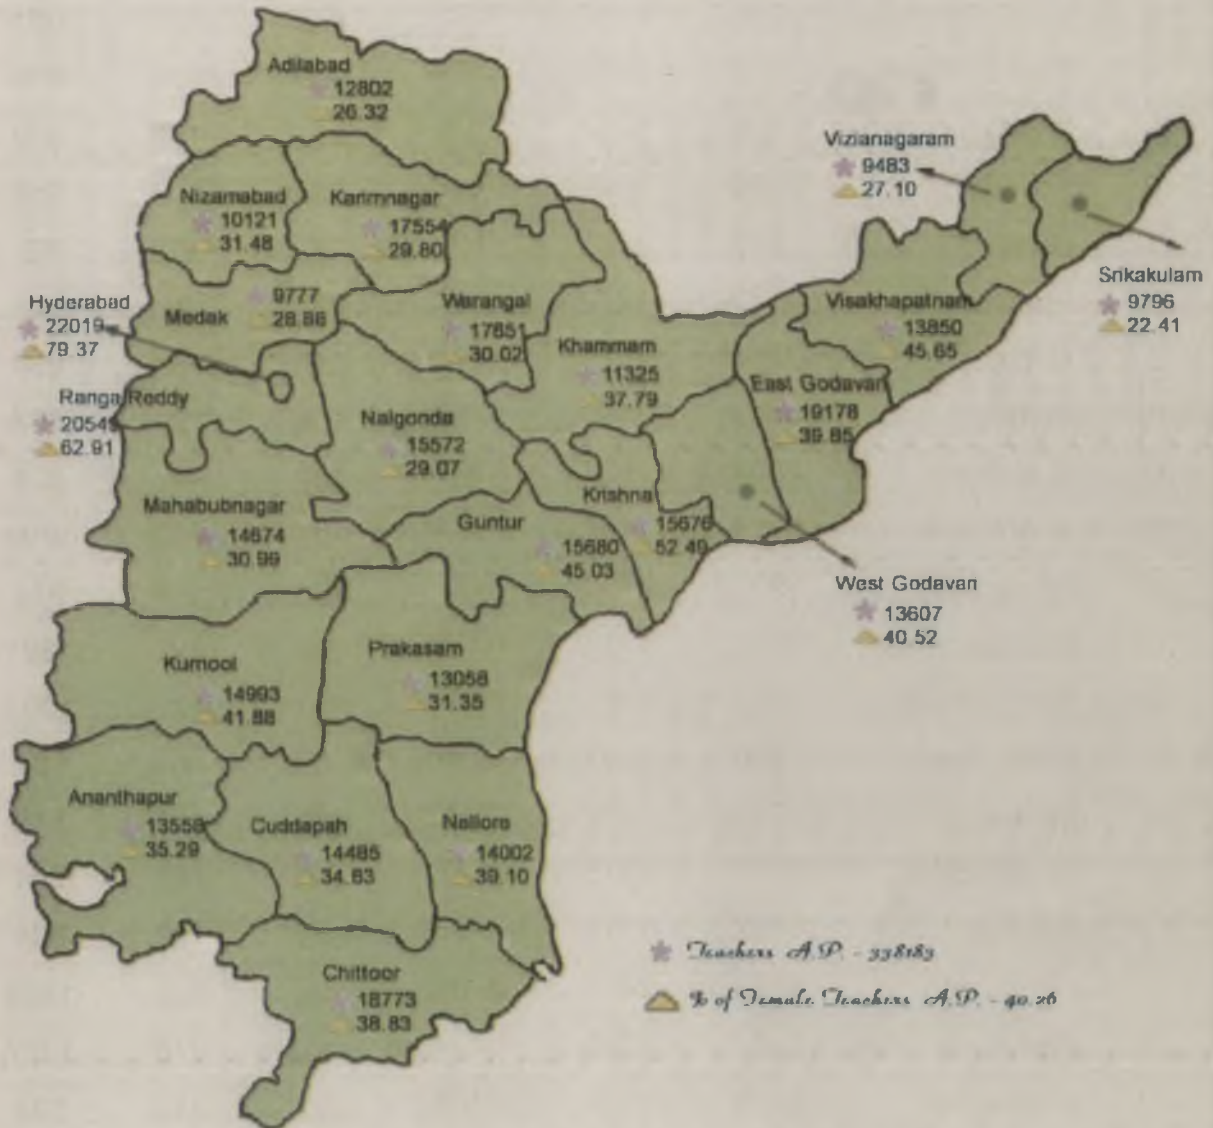 Adilabad
12802
26.32
Vizianagaram
9483
27.10
Nizamabad
10121
31.48
Karimnagar
17554
29.80
Srikakulam
9796
22.41
Hyderabad
22019
79.37
Medak
9777
28.88
Warangal
17651
30.02
Visakhapatnam
13850
45.65
Khammam
11325
37.79
East Godavari
19178
39.85
Ranga Reddy
20549
62.91
Nalgonda
15572
29.07
Mahabubnagar
14674
30.99
Guntur
15680
45.03
Krishna
15676
52.49
West Godavari
13607
40.52
Kurnool
14993
41.88
Prakasam
13058
31.35
Ananthapur
13558
35.29
Cuddapah
14485
34.63
Nellore
14002
39.10
Chittoor
18773
38.83
Teachers A.P. - 338183
% of Female Teachers A.P. - 40.26